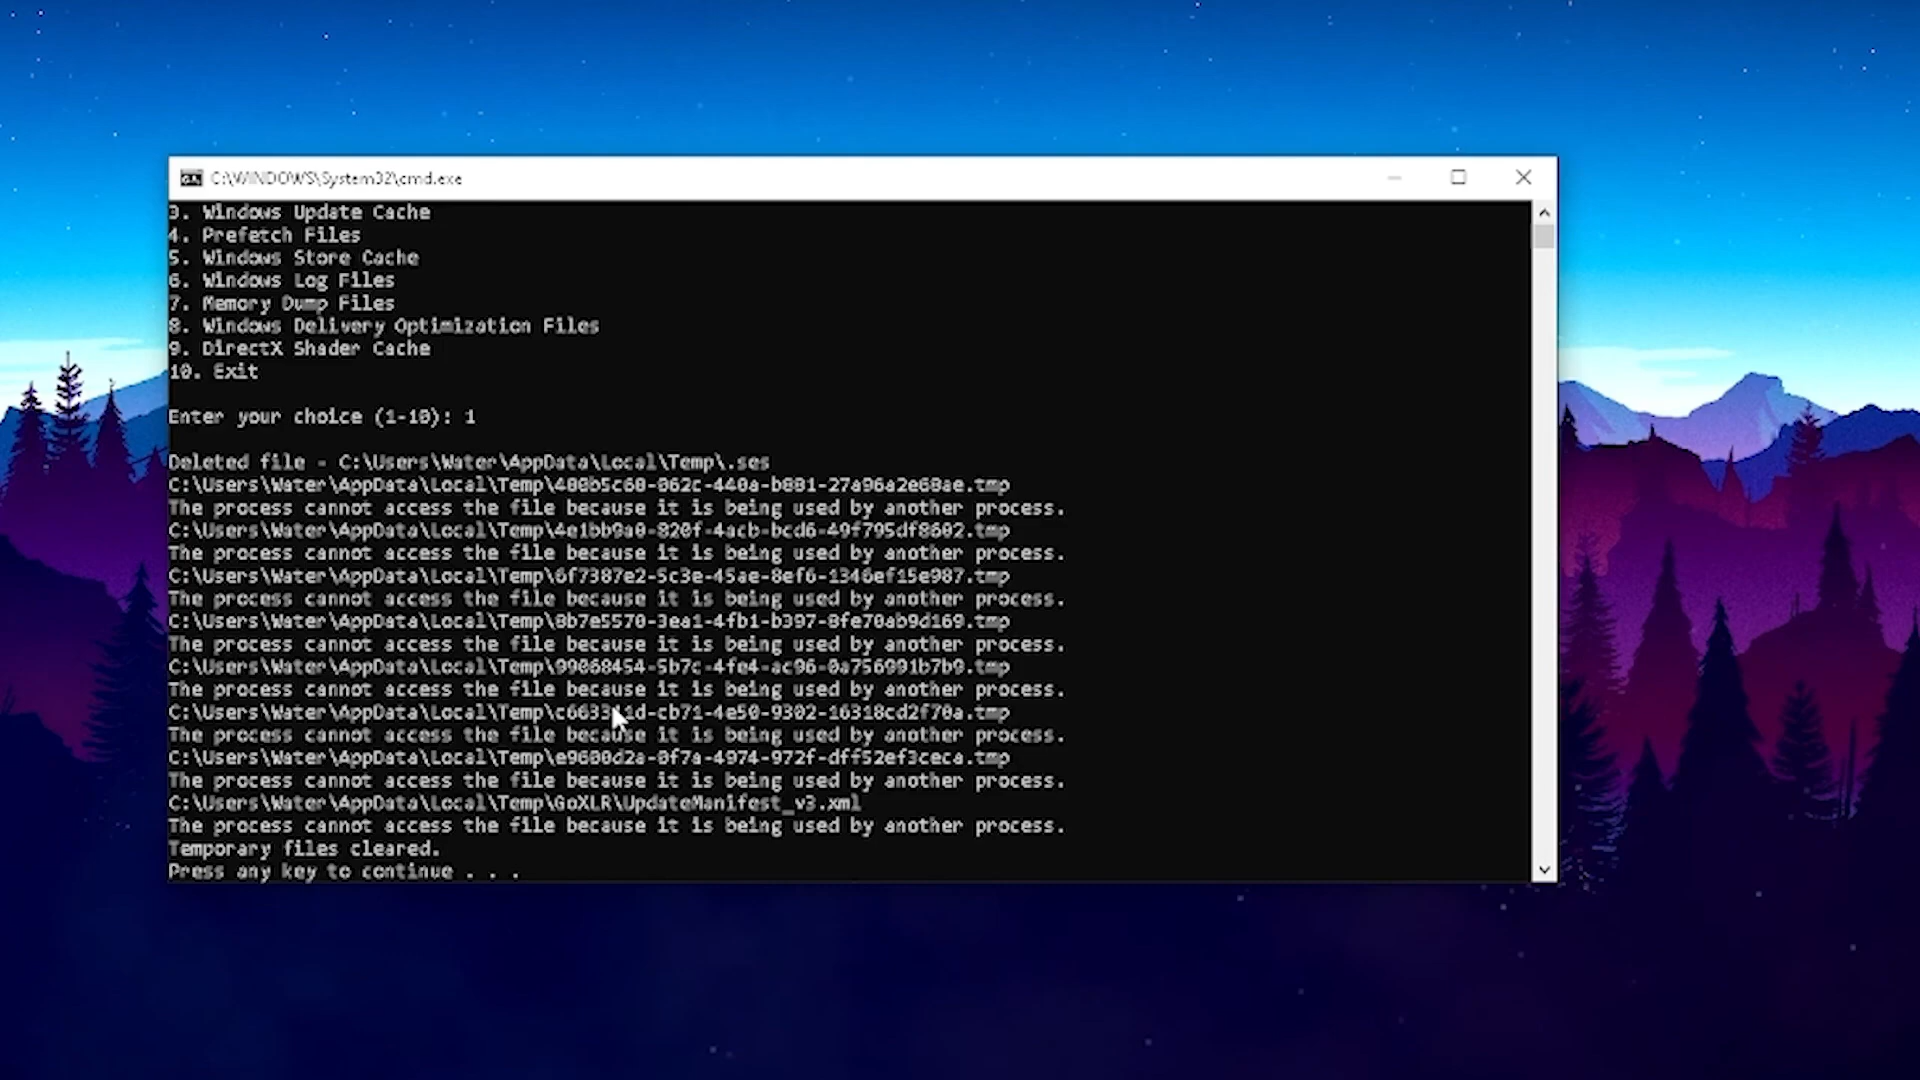 C:\WINDOWS\System32\cmd.exe
3. Windows Update Cache
4. Prefetch Files
5. Windows Store Cache
6. Windows Log Files
7. Memory Dump Files
8. Windows Delivery Optimization Files
9. DirectX Shader Cache
10. Exit
Enter your choice (1-10): 1
Deleted file - C:\Users\Water\AppData\Local\Temp\.ses
C:\Users\Water\AppData\Local\Temp\400b5c60-062c-440a-b881-27a96a2e68ae.tmp
The process cannot access the file because it is being used by another process.
C:\Users\Water\AppData\Local\Temp\4e1bb9a0-820f-4acb-bcd6-49f795df8602.tmp
The process cannot access the file because it is being used by another process.
C:\Users\Water\AppData\Local\Temp\6f7387e2-5c3e-45ae-8ef6-1346ef15e987.tmp
The process cannot access the file because it is being used by another process.
C:\Users\Water\AppData\Local\Temp\8b7e5570-3ea1-4fb1-b397-8fe70ab9d169.tmp
The process cannot access the file because it is being used by another process.
C:\Users\Water\AppData\Local\Temp\99068454-5b7c-4fe4-ac96-0a756991b7b9.tmp
The process cannot access the file because it is being used by another process.
C:\Users\Water\AppData\Local\Temp\
The process cannot access the file because it is being used by another process.
C:\Users\Water\AppData\Local\Temp\e9600d2a-0f7a-4974-972f-dff52ef3ceca.tmp
The process cannot access the file because it is being used by another process.
C:\Users\Water\AppData\Local\Temp\GoXLR\UpdateManifest_v3.xml
The process cannot access the file because it is being used by another process.
Temporary files cleared.
Press any key to continue . . .